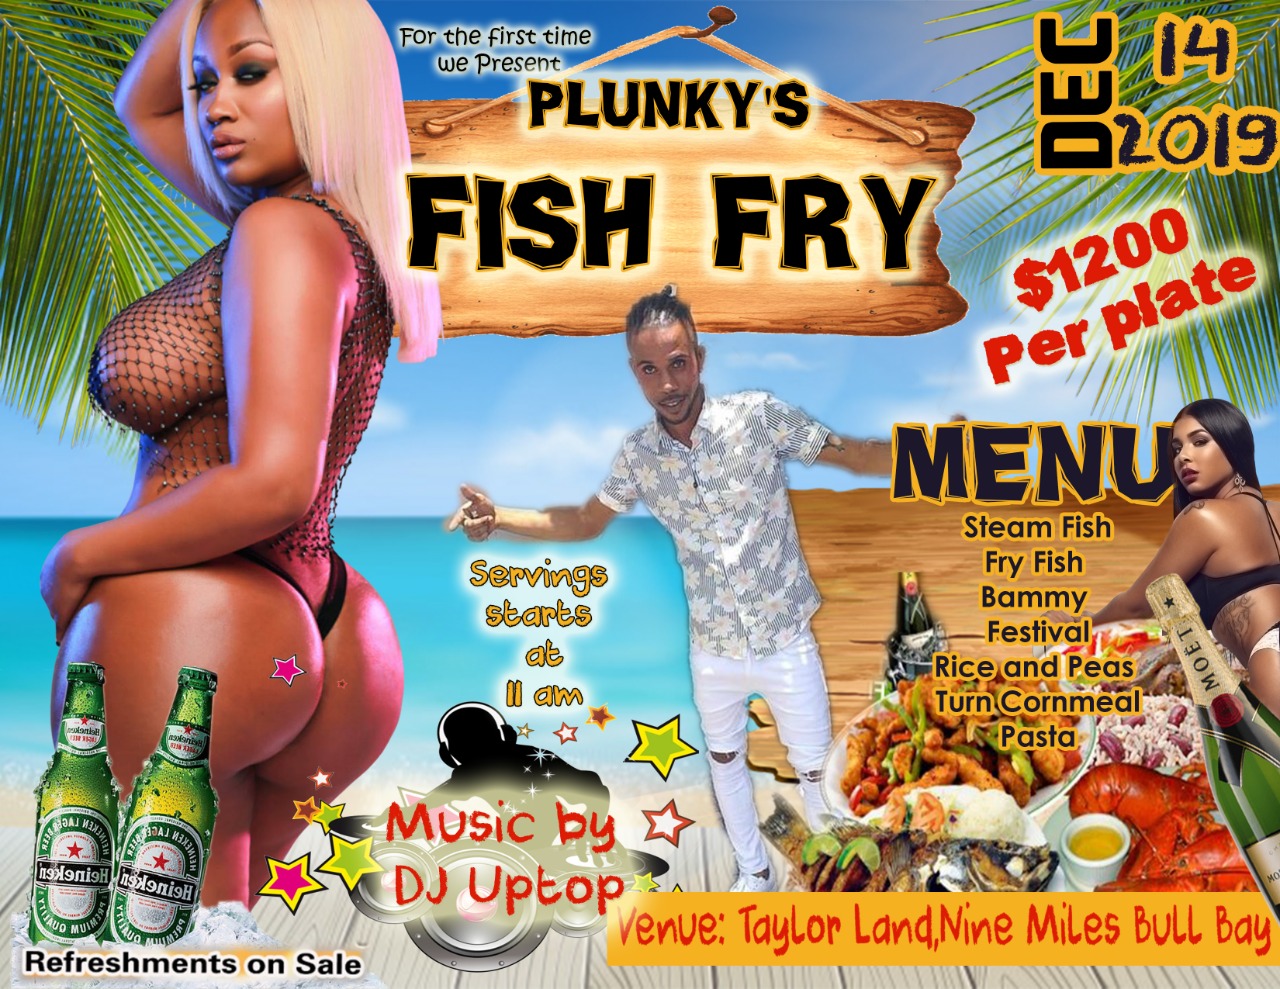 For the first time
we Present
PLUNKY'S
FISH FRY
DEC
14
2019
$1200
Per plate
MENU
Steam Fish
Fry Fish
Bammy
Festival
Rice and Peas
Turn Cornmeal
Pasta
Servings
starts
at
11 am
Music by
DJ Uptop
Venue: Taylor Land,Nine Miles Bull Bay
Refreshments on Sale
Heineken
Heineken
MOET